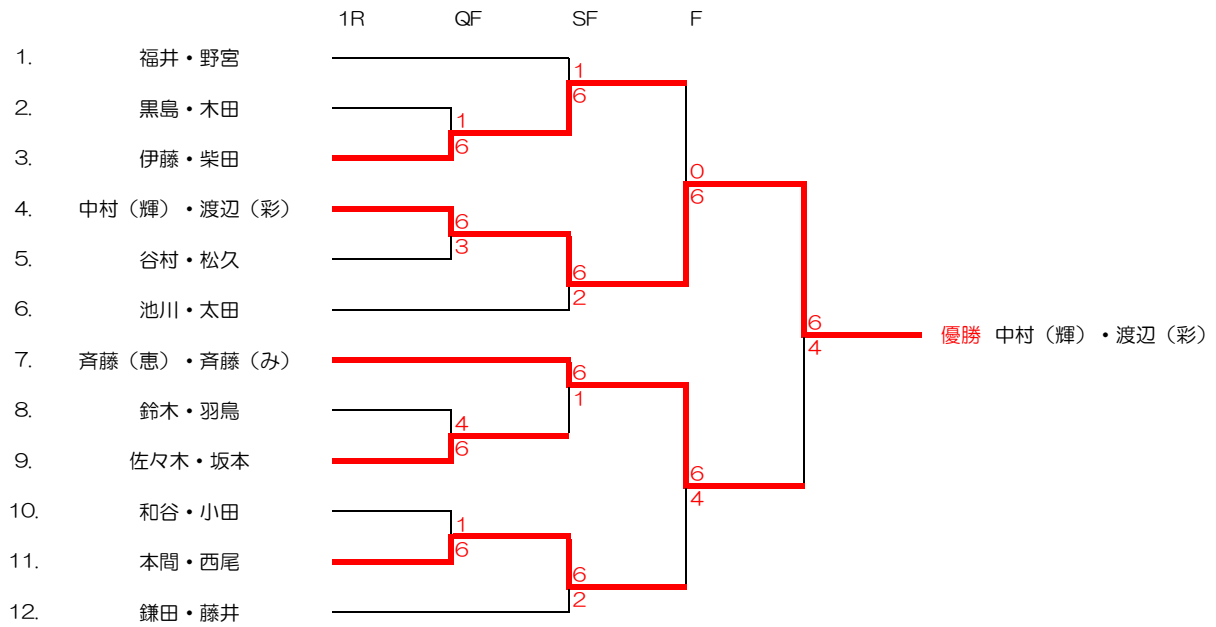 1R QF SF F
1. 福井・野宮
1
2. 黒島・木田
6
1
3. 伊藤・柴田
6
0
4. 中村（輝）・渡辺（彩）
6
6
5. 谷村・松久
3
6
6. 池川・太田
2
6
優勝 中村（輝）・渡辺（彩）
7. 斉藤（恵）・斉藤（み）
4
6
8. 鈴木・羽鳥
1
4
9. 佐々木・坂本
6
6
10. 和谷・小田
4
1
11. 本間・西尾
6
6
12. 鎌田・藤井
2